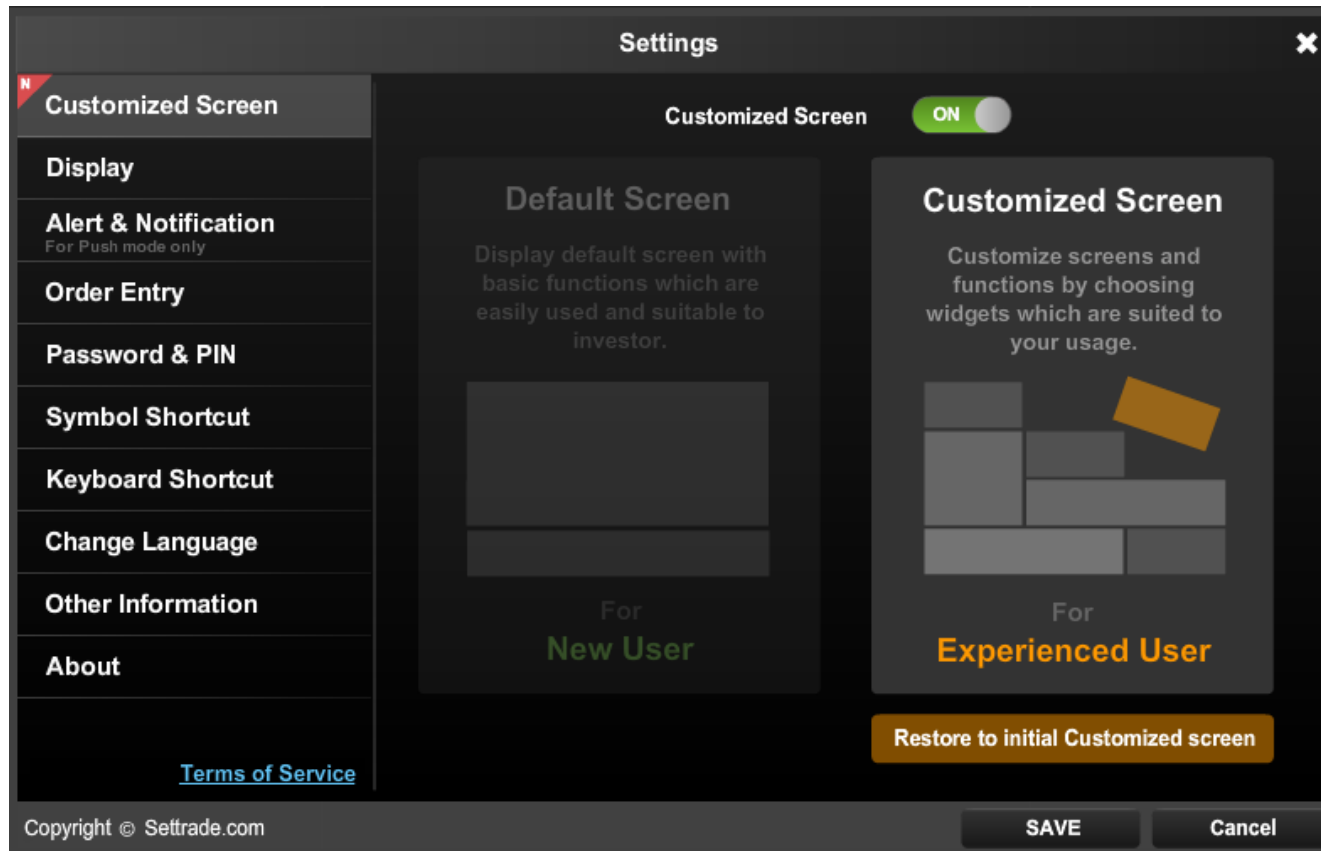 Settings
N
Customized Screen
Display
Alert & Notification
For Push mode only
Order Entry
Password & PIN
Symbol Shortcut
Keyboard Shortcut
Change Language
Other Information
About
Terms of Service
Customized Screen
ON
Default Screen
Display default screen with
basic functions which are
easily used and suitable to
investor.
For
New User
Customized Screen
Customize screens and
functions by choosing
widgets which are suited to
your usage.
For
Experienced User
Restore to initial Customized screen
Copyright © Settrade.com
SAVE
Cancel